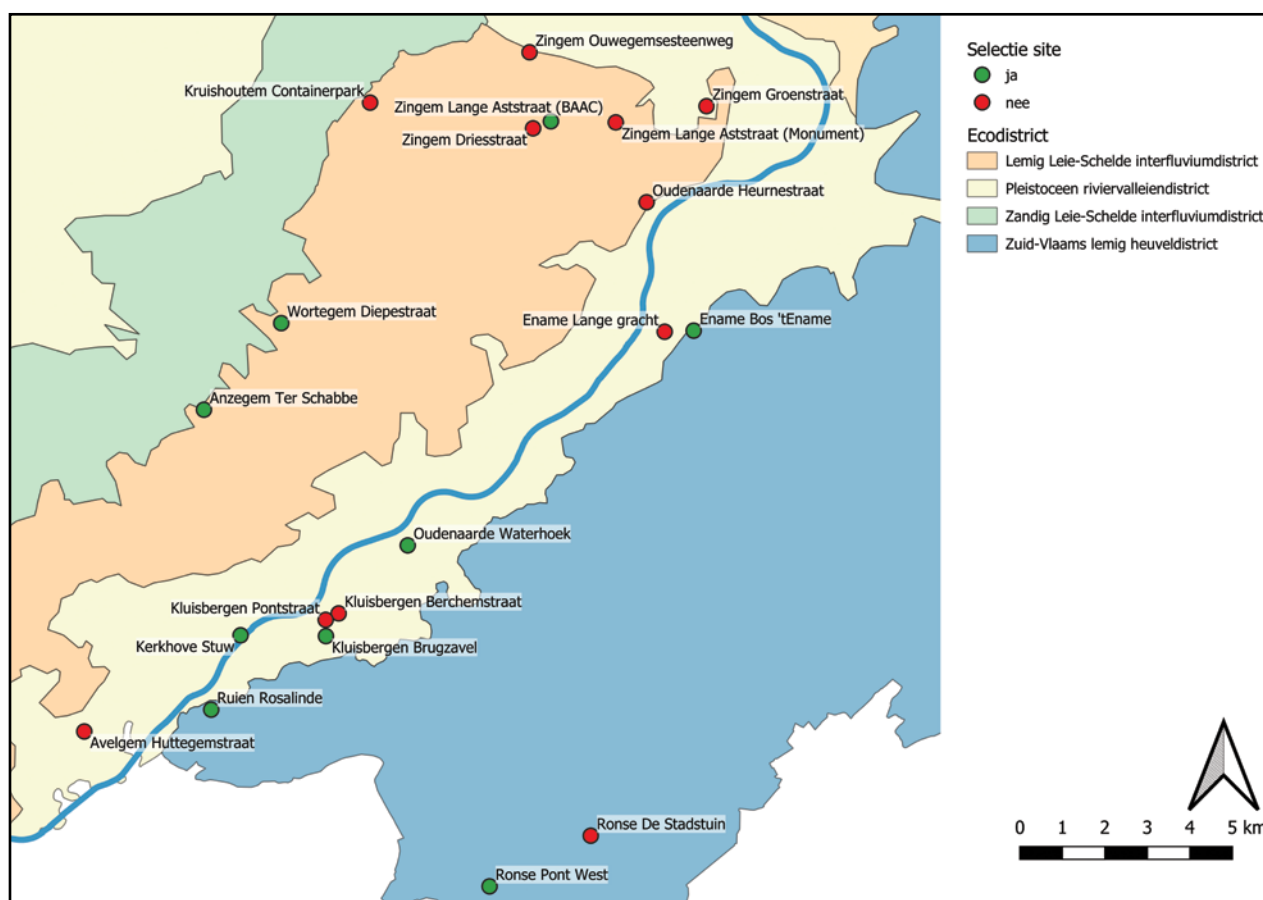 Zingem Ouwegemsesteenweg
Kruishoutem Containerpark
Zingem Lange Aststraat (BAAC)
Zingem Groenstraat
Zingem Driesstraat
Zingem Lange Aststraat (Monument)
Oudenaarde Heurnestraat
Wortegem Diepestraat
Ename Lange gracht
Ename Bos 'tEname
Anzegem Ter Schabbe
Oudenaarde Waterhoek
Kluisbergen Pontstraat
Kluisbergen Berchemstraat
Kerkhove Stuw
Kluisbergen Brugzavel
Ruien Rosalinde
Avelgem Huttegemstraat
Ronse De Stadstuin
Ronse Pont West
Selectie site
ja
nee
Ecodistrict
Lemig Leie-Schelde interfluviumdistrict
Pleistoceen riviervalleiendistrict
Zandig Leie-Schelde interfluviumdistrict
Zuid-Vlaams lemig heuveldistrict
0 1 2 3 4 5 km